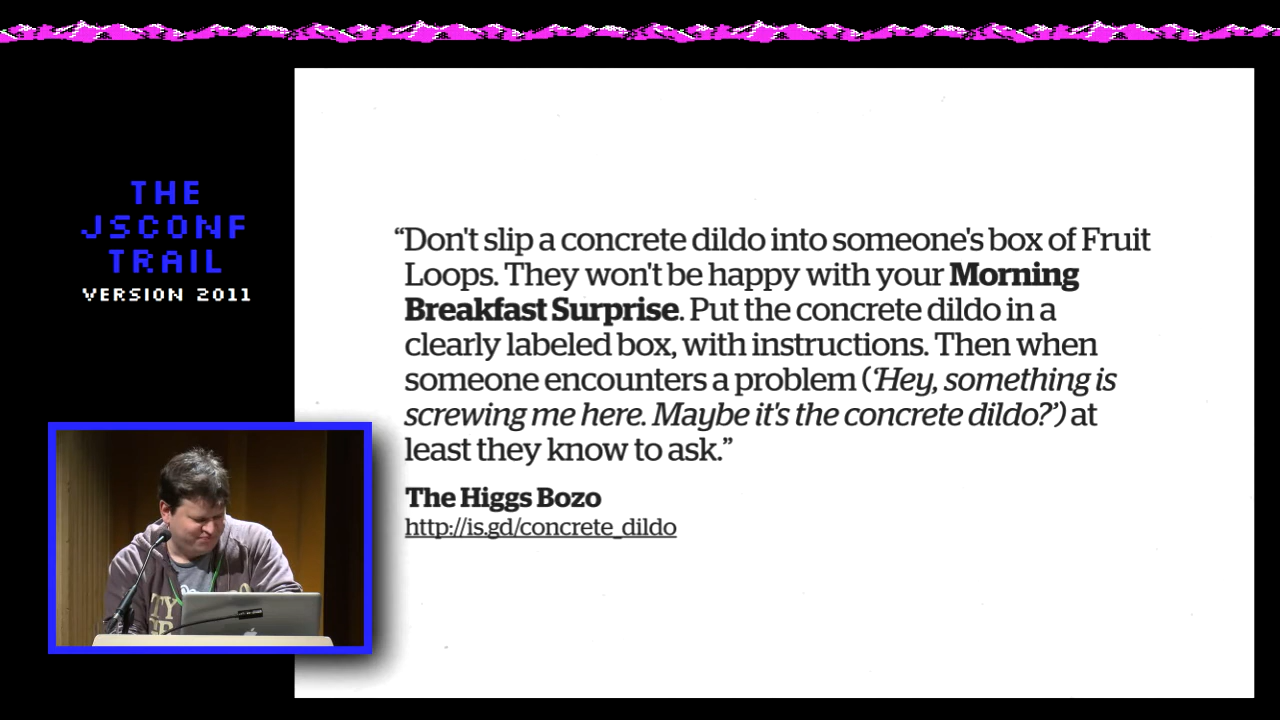 THE
JSCONF
TRAIL
VERSION 2011
“Don't slip a concrete dildo into someone's box of Fruit
Loops. They won't be happy with your Morning
Breakfast Surprise. Put the concrete dildo in a
clearly labeled box, with instructions. Then when
someone encounters a problem (‘Hey, something is
screwing me here. Maybe it's the concrete dildo?’) at
least they know to ask.”
The Higgs Bozo
http://is.gd/concrete_dildo
TY